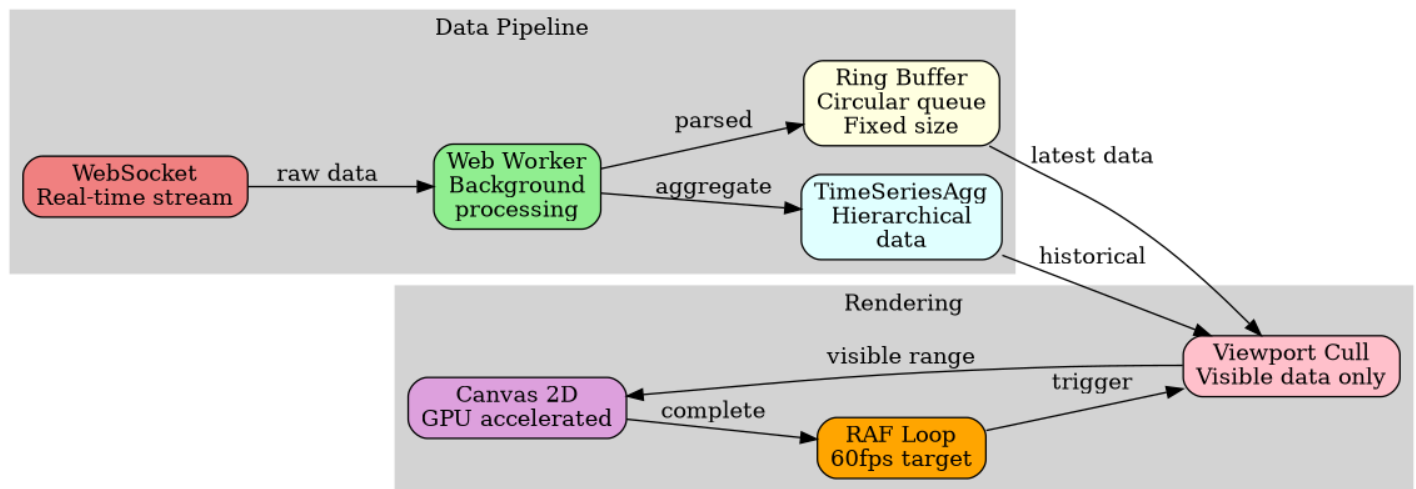 Data Pipeline
WebSocket
Real-time stream
raw data
Web Worker
Background
processing
parsed
aggregate
Ring Buffer
Circular queue
Fixed size
TimeSeriesAgg
Hierarchical
data
latest data
historical
Rendering
Viewport Cull
Visible data only
visible range
Canvas 2D
GPU accelerated
complete
RAF Loop
60fps target
trigger